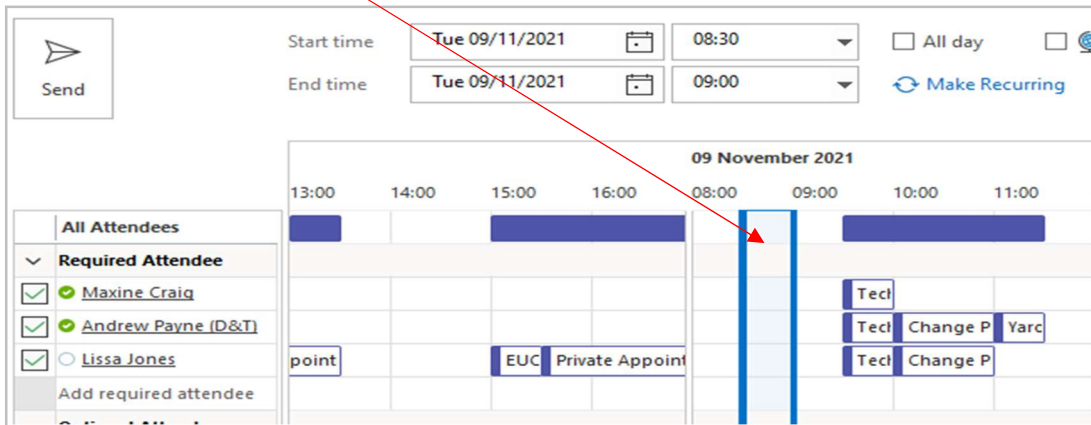 Start time Tue 09/11/2021 08:30 All day
Send End time Tue 09/11/2021 09:00 Make Recurring
09 November 2021
13:00 14:00 15:00 16:00 08:00 09:00 10:00 11:00
All Attendees
Required Attendee
Maxine Craig Tech
Andrew Payne (D&T) Tech Change P Yarc
Lissa Jones point EUC Private Appoint Tech Change P
Add required attendee